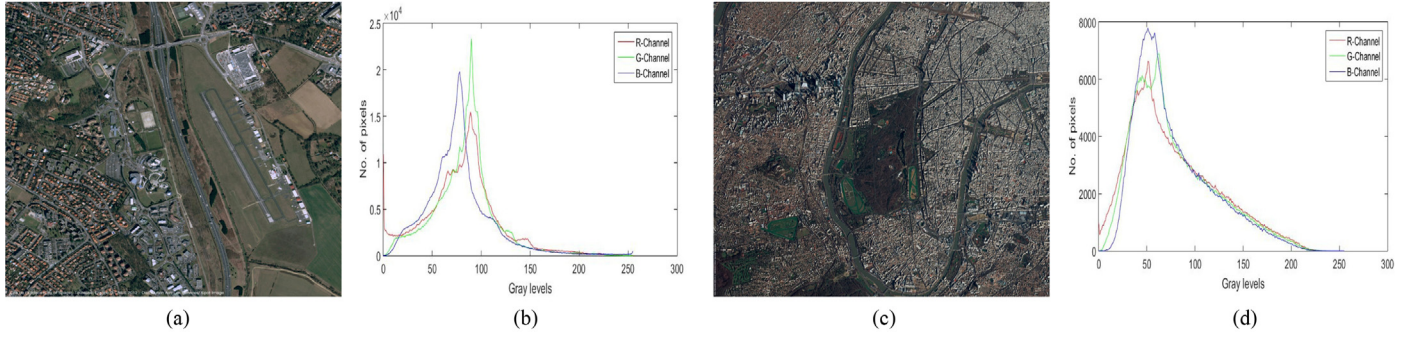 ×10⁴
2.5
2
1.5
1
0.5
0
0 50 100 150 200 250 300
No. of pixels
Gray levels
R-Channel
G-Channel
B-Channel
8000
6000
4000
2000
0
0 50 100 150 200 250 300
No. of pixels
Gray levels
R-Channel
G-Channel
B-Channel
(a) (b) (c) (d)